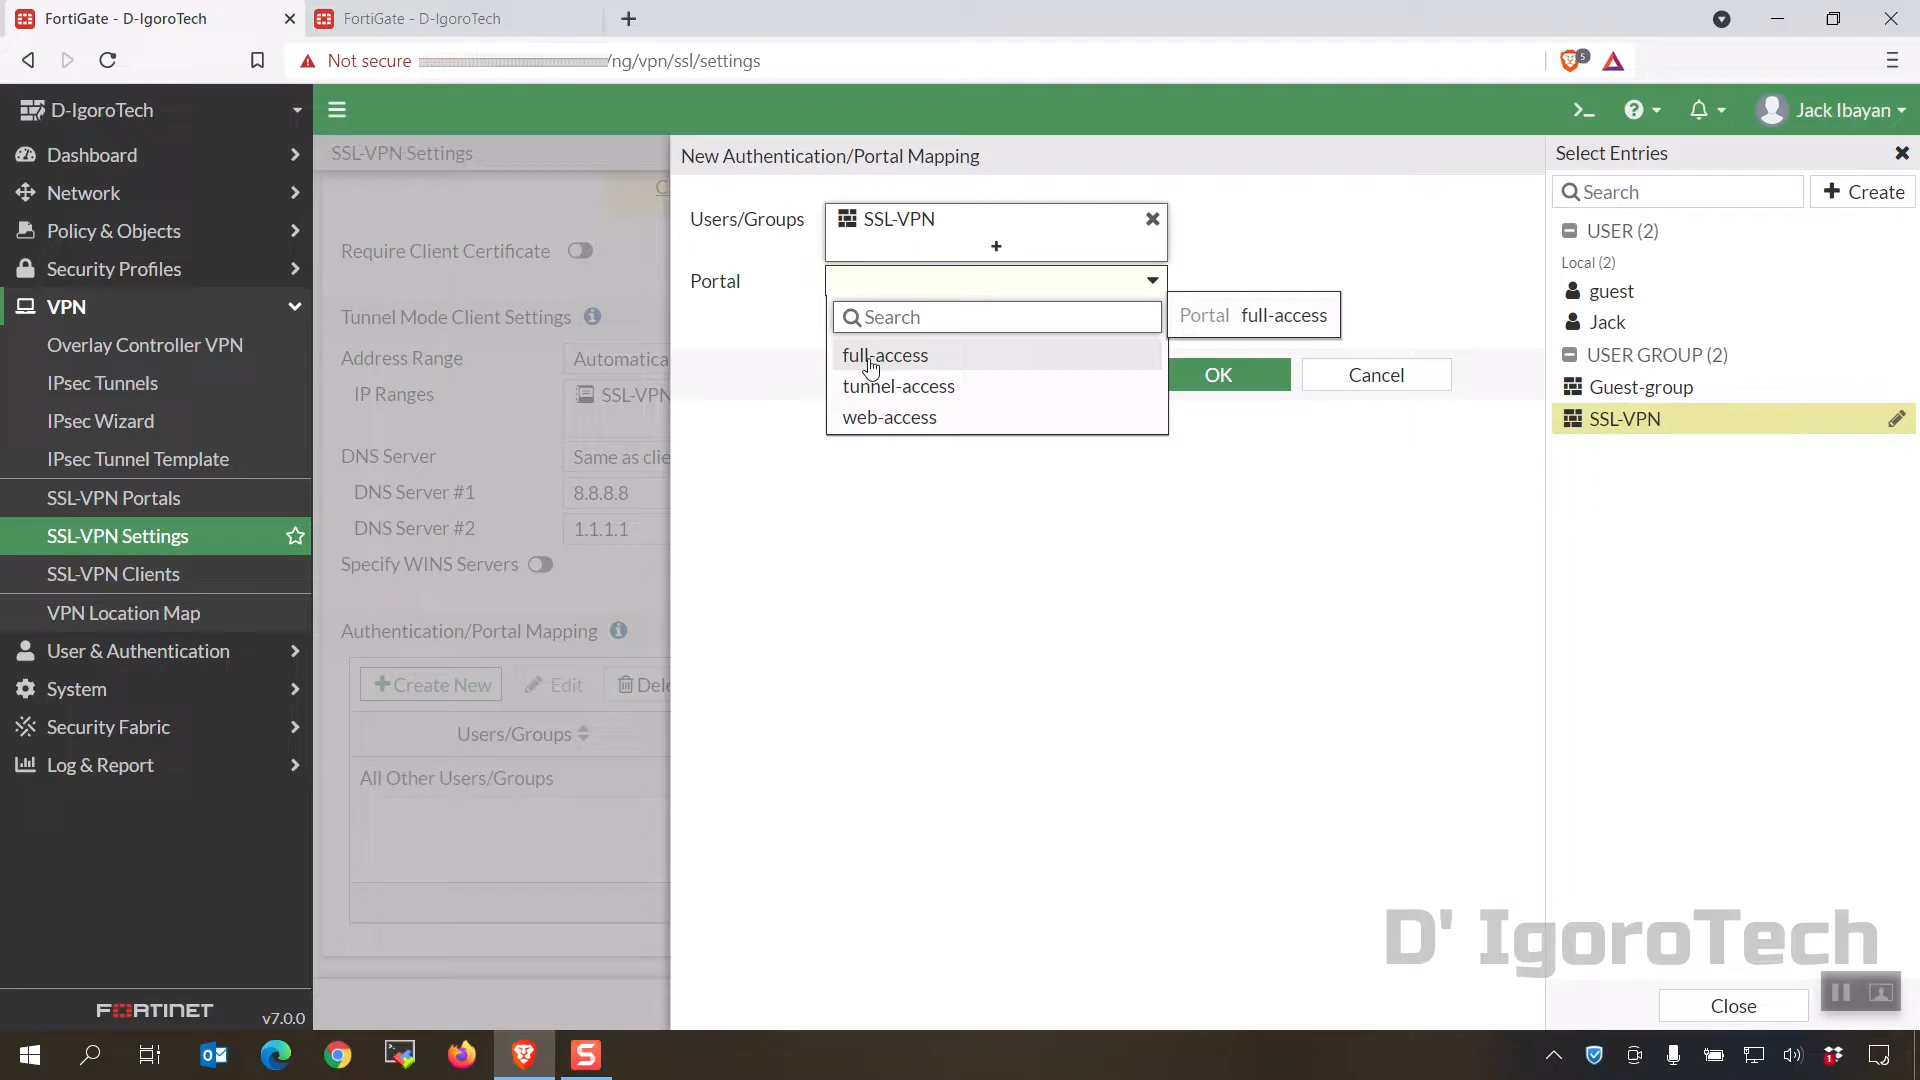 FortiGate - D-IgoroTech
FortiGate - D-IgoroTech
Not secure
/ng/vpn/ssl/settings
5
D-IgoroTech
Jack Ibayan
Dashboard
Network
Policy & Objects
Security Profiles
VPN
Overlay Controller VPN
IPsec Tunnels
IPsec Wizard
IPsec Tunnel Template
SSL-VPN Portals
SSL-VPN Settings
SSL-VPN Clients
VPN Location Map
User & Authentication
System
Security Fabric
Log & Report
FORTINET
v7.0.0
SSL-VPN Settings
C
Require Client Certificate
Tunnel Mode Client Settings
Address Range
Automatica
IP Ranges
SSL-VPN
DNS Server
Same as clie
DNS Server #1
8.8.8.8
DNS Server #2
1.1.1.1
Specify WINS Servers
Authentication/Portal Mapping
Create New
Edit
Dele
Users/Groups
All Other Users/Groups
New Authentication/Portal Mapping
Users/Groups
SSL-VPN
Portal
Search
full-access
tunnel-access
web-access
Portal full-access
OK
Cancel
Select Entries
Search
Create
USER (2)
Local (2)
guest
Jack
USER GROUP (2)
Guest-group
SSL-VPN
D' IgoroTech
Close